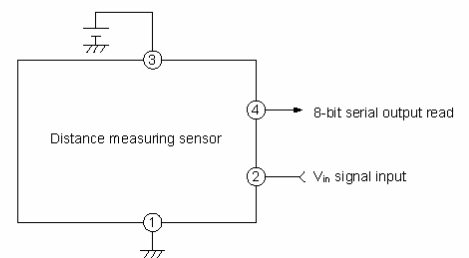 3
4
8-bit serial output read
Distance measuring sensor
2
Vin signal input
1